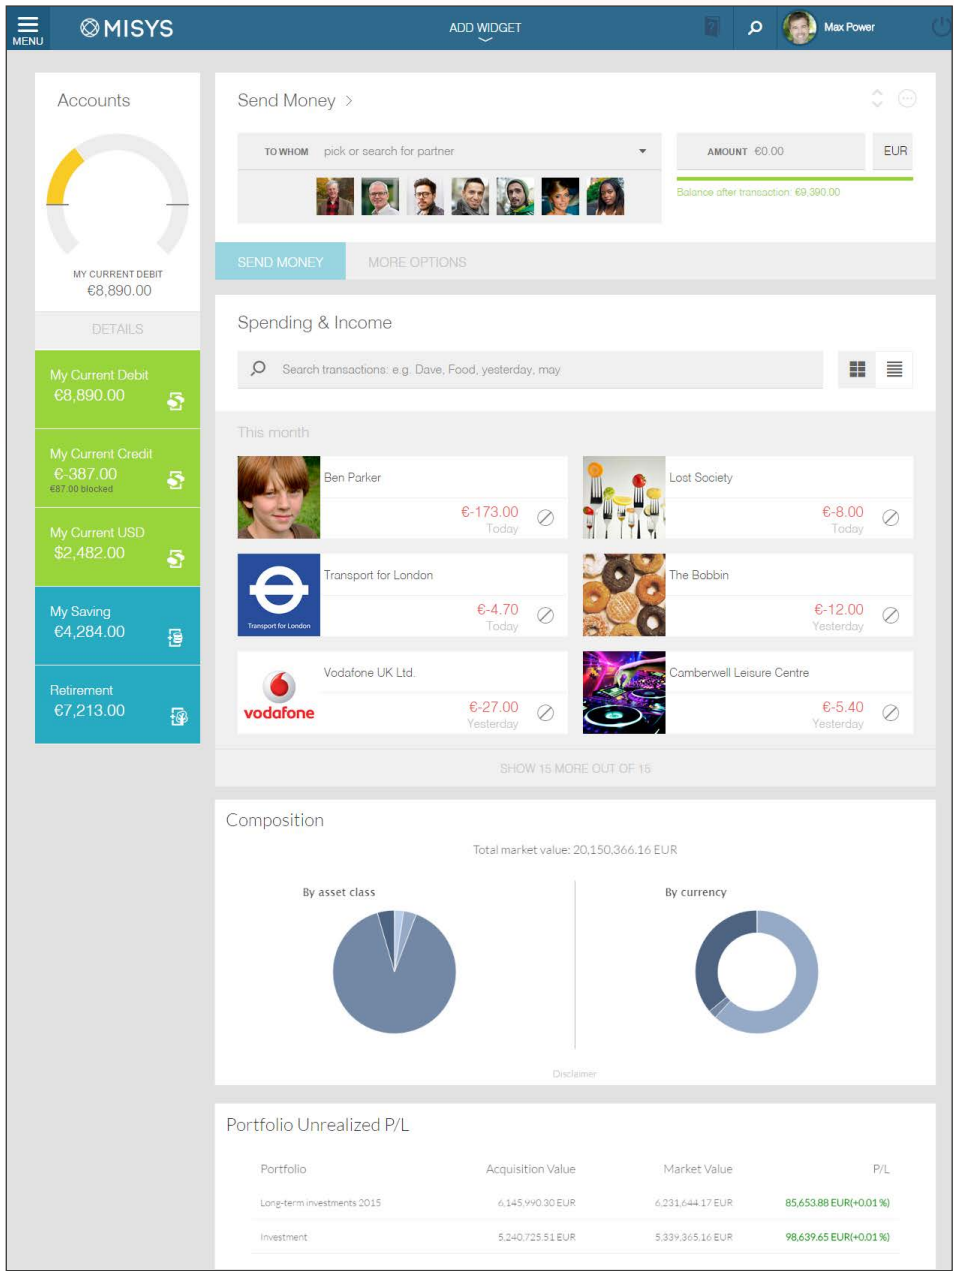 MENU
MISYS
ADD WIDGET
Max Power
Accounts
MY CURRENT DEBIT
€8,890.00
DETAILS
My Current Debit
€8,890.00
My Current Credit
€-387.00
€87.00 blocked
My Current USD
$2,482.00
My Saving
€4,284.00
Retirement
€7,213.00
Send Money >
TO WHOM pick or search for partner
AMOUNT €0.00 EUR
Balance after transaction: €9,390.00
SEND MONEY MORE OPTIONS
Spending & Income
Search transactions: e.g. Dave, Food, yesterday, may
This month
Ben Parker
€-173.00
Today
Lost Society
€-8.00
Today
Transport for London
Transport for London
€-4.70
Today
The Bobbin
€-12.00
Yesterday
vodafone
Vodafone UK Ltd.
€-27.00
Yesterday
Camberwell Leisure Centre
€-5.40
Yesterday
SHOW 15 MORE OUT OF 15
Composition
Total market value: 20,150,366.16 EUR
By asset class
By currency
Disclaimer
Portfolio Unrealized P/L
Portfolio Acquisition Value Market Value P/L
Long-term investments 2015 6,145,990.30 EUR 6,231,644.17 EUR 85,653.88 EUR(+0.01 %)
Investment 5,240,725.51 EUR 5,339,365.16 EUR 98,639.65 EUR(+0.01 %)